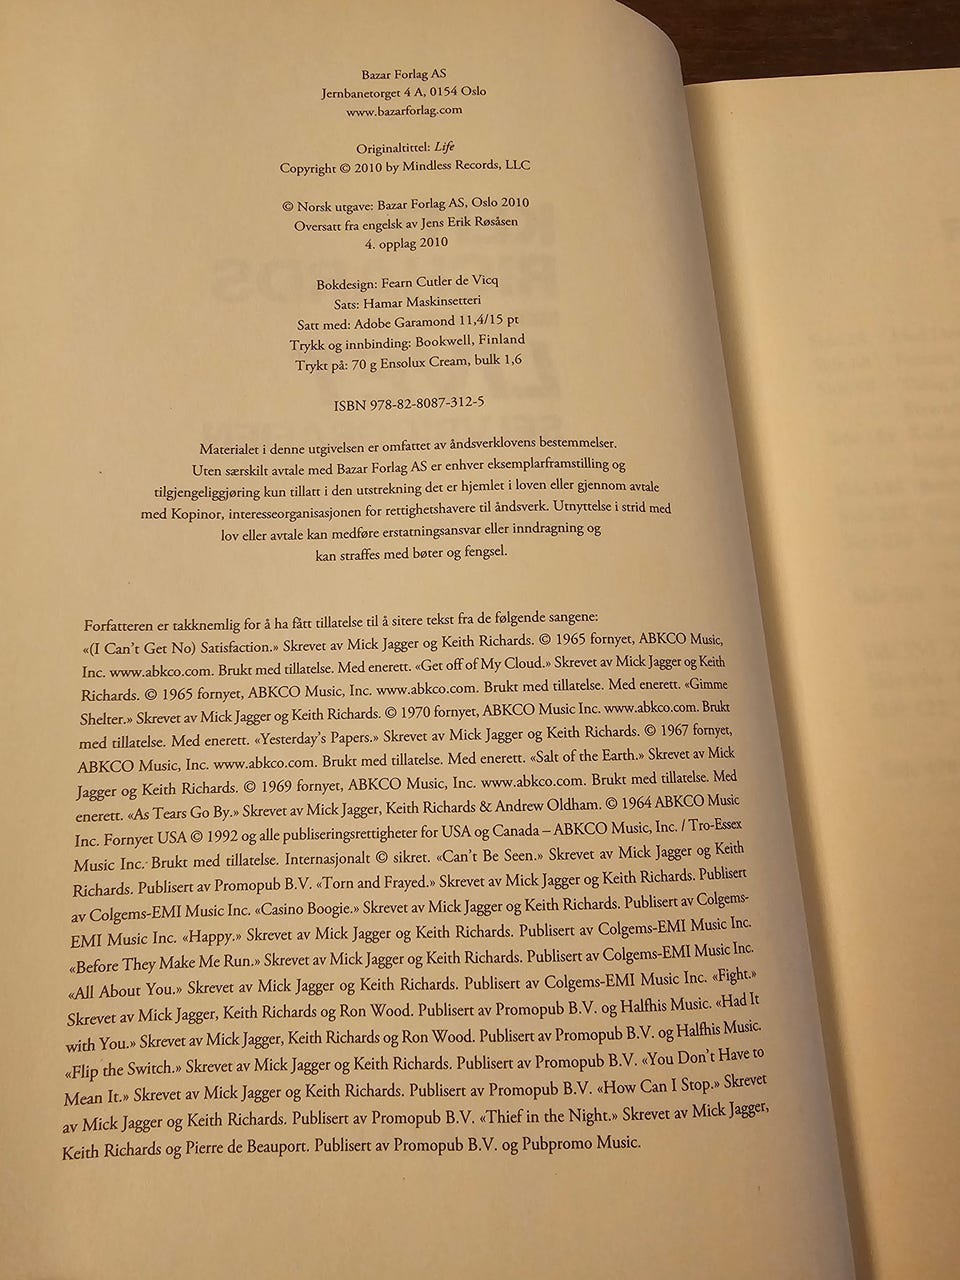 Bazar Forlag AS
Jernbanetorget 4 A, 0154 Oslo
www.bazarforlag.com
Originaltittel: Life
Copyright © 2010 by Mindless Records, LLC
© Norsk utgave: Bazar Forlag AS, Oslo 2010
Oversatt fra engelsk av Jens Erik Røsåsen
4. opplag 2010
Bokdesign: Fearn Cutler de Vicq
Sats: Hamar Maskinsetteri
Satt med: Adobe Garamond 11,4/15 pt
Trykk og innbinding: Bookwell, Finland
Trykt på: 70 g Ensolux Cream, bulk 1,6
ISBN 978-82-8087-312-5
Materialet i denne utgivelsen er omfattet av åndsverklovens bestemmelser.
Uten særskilt avtale med Bazar Forlag AS er enhver eksemplarframstilling og
tilgjengeliggjøring kun tillatt i den utstrekning det er hjemlet i loven eller gjennom avtale
med Kopinor, interesseorganisasjonen for rettighetshavere til åndsverk. Utnyttelse i strid med
lov eller avtale kan medføre erstatningsansvar eller inndragning og
kan straffes med bøter og fengsel.
Forfatteren er takknemlig for å ha fått tillatelse til å sitere tekst fra de følgende sangene:
«(I Can't Get No) Satisfaction.» Skrevet av Mick Jagger og Keith Richards. © 1965 fornyet, ABKCO Music,
Inc. www.abkco.com. Brukt med tillatelse. Med enerett. «Get off of My Cloud.» Skrevet av Mick Jagger og Keith
Richards. © 1965 fornyet, ABKCO Music, Inc. www.abkco.com. Brukt med tillatelse. Med enerett. «Gimme
Shelter.» Skrevet av Mick Jagger og Keith Richards. © 1970 fornyet, ABKCO Music Inc. www.abkco.com. Brukt
med tillatelse. Med enerett. «Yesterday's Papers.» Skrevet av Mick Jagger og Keith Richards. © 1967 fornyet,
ABKCO Music, Inc. www.abkco.com. Brukt med tillatelse. Med enerett. «Salt of the Earth.» Skrevet av Mick
Jagger og Keith Richards. © 1969 fornyet, ABKCO Music, Inc. www.abkco.com. Brukt med tillatelse. Med
enerett. «As Tears Go By.» Skrevet av Mick Jagger, Keith Richards & Andrew Oldham. © 1964 ABKCO Music
Inc. Fornyet USA © 1992 og alle publiseringsrettigheter for USA og Canada – ABKCO Music, Inc. / Tro-Essex
Music Inc. Brukt med tillatelse. Internasjonalt © sikret. «Can't Be Seen.» Skrevet av Mick Jagger og Keith
Richards. Publisert av Promopub B.V. «Torn and Frayed.» Skrevet av Mick Jagger og Keith Richards. Publisert
av Colgems-EMI Music Inc. «Casino Boogie.» Skrevet av Mick Jagger og Keith Richards. Publisert av Colgems-
EMI Music Inc. «Happy.» Skrevet av Mick Jagger og Keith Richards. Publisert av Colgems-EMI Music Inc.
«Before They Make Me Run.» Skrevet av Mick Jagger og Keith Richards. Publisert av Colgems-EMI Music Inc.
«All About You.» Skrevet av Mick Jagger og Keith Richards. Publisert av Colgems-EMI Music Inc. «Fight.»
Skrevet av Mick Jagger, Keith Richards og Ron Wood. Publisert av Promopub B.V. og Halfhis Music. «Had It
with You.» Skrevet av Mick Jagger, Keith Richards og Ron Wood. Publisert av Promopub B.V. og Halfhis Music.
«Flip the Switch.» Skrevet av Mick Jagger og Keith Richards. Publisert av Promopub B.V. «You Don't Have to
Mean It.» Skrevet av Mick Jagger og Keith Richards. Publisert av Promopub B.V. «How Can I Stop.» Skrevet
av Mick Jagger og Keith Richards. Publisert av Promopub B.V. «Thief in the Night.» Skrevet av Mick Jagger,
Keith Richards og Pierre de Beauport. Publisert av Promopub B.V. og Pubpromo Music.